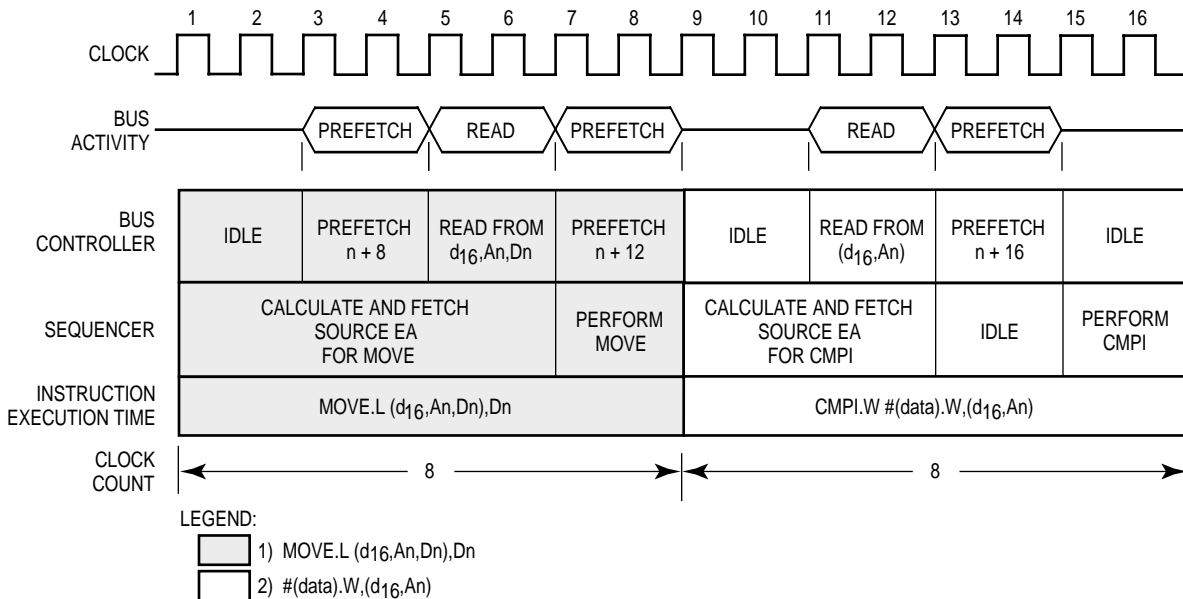 1 2 3 4 5 6 7 8 9 10 11 12 13 14 15 16
CLOCK
BUS
ACTIVITY
PREFETCH READ PREFETCH READ PREFETCH
BUS
CONTROLLER
IDLE
PREFETCH
n + 8
READ FROM
d16,An,Dn
PREFETCH
n + 12
IDLE
READ FROM
(d16,An)
PREFETCH
n + 16
IDLE
SEQUENCER
CALCULATE AND FETCH
SOURCE EA
FOR MOVE
PERFORM
MOVE
CALCULATE AND FETCH
SOURCE EA
FOR CMPI
IDLE
PERFORM
CMPI
INSTRUCTION
EXECUTION TIME
MOVE.L (d16,An,Dn),Dn
CMPI.W #(data).W,(d16,An)
CLOCK
COUNT
8 8
LEGEND:
1) MOVE.L (d16,An,Dn),Dn
2) #(data).W,(d16,An)